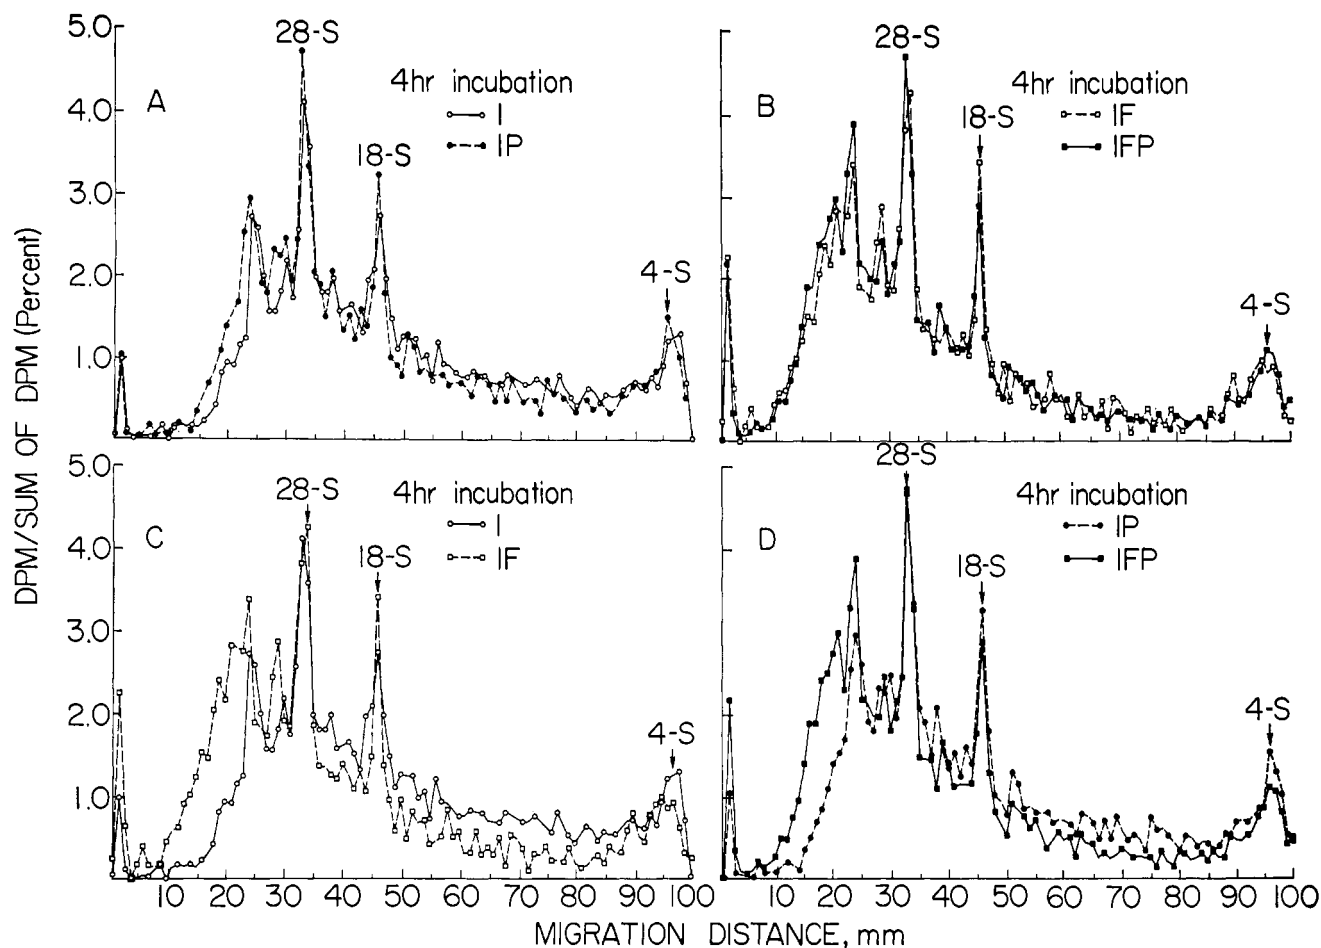 DPM/SUM OF DPM (Percent)
5.0
4.0
3.0
2.0
1.0
A
28-S
18-S
4-S
4hr incubation
I
IP
B
28-S
18-S
4-S
4hr incubation
IF
IFP
5.0
4.0
3.0
2.0
1.0
C
28-S
18-S
4-S
4hr incubation
I
IF
10 20 30 40 50 60 70 80 90 100
D
28-S
18-S
4-S
4hr incubation
IP
IFP
10 20 30 40 50 60 70 80 90 100
MIGRATION DISTANCE, mm